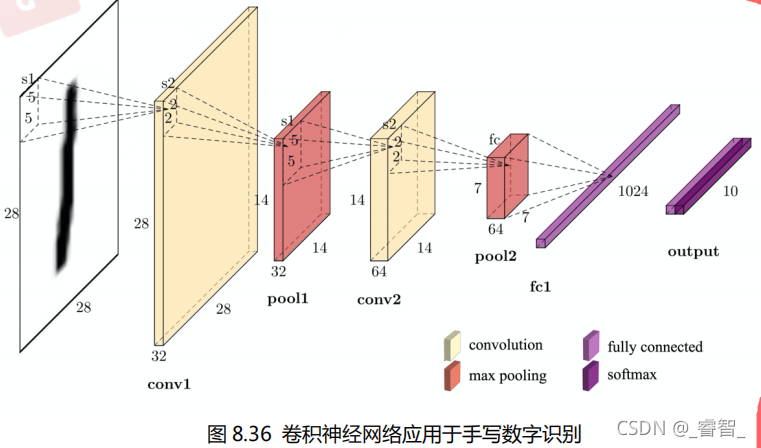 s1
5
5
28
28
s2
2
2
28
28
32
conv1
s1
5
5
14
14
32
pool1
s2
2
2
14
14
64
conv2
fc
7
7
64
pool2
1024
fc1
10
output
convolution
max pooling
fully connected
softmax
图 8.36 卷积神经网络应用于手写数字识别
CSDN @_睿智_